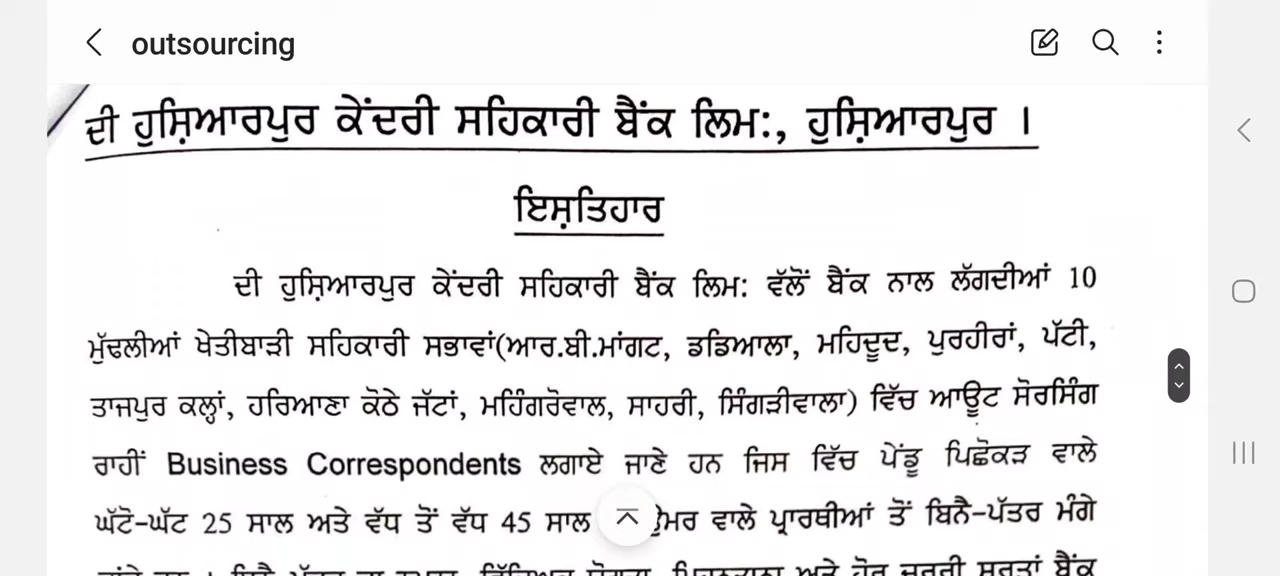 outsourcing
ਦੀ ਹੁਸ਼ਿਆਰਪੁਰ ਕੇਂਦਰੀ ਸਹਿਕਾਰੀ ਬੈਂਕ ਲਿਮ:, ਹੁਸ਼ਿਆਰਪੁਰ ।
ਇਸ਼ਤਿਹਾਰ
ਦੀ ਹੁਸ਼ਿਆਰਪੁਰ ਕੇਂਦਰੀ ਸਹਿਕਾਰੀ ਬੈਂਕ ਲਿਮ: ਵੱਲੋਂ ਬੈਂਕ ਨਾਲ ਲੱਗਦੀਆਂ 10
ਮੁੱਢਲੀਆਂ ਖੇਤੀਬਾੜੀ ਸਹਿਕਾਰੀ ਸਭਾਵਾਂ(ਆਰ.ਬੀ.ਮਾਂਗਟ, ਡਡਿਆਲਾ, ਮਹਿਦੂਦ, ਪੁਰਹੀਰਾਂ, ਪੱਟੀ,
ਤਾਜਪੁਰ ਕਲ੍ਹਾਂ, ਹਰਿਆਣਾ ਕੋਠੇ ਜੱਟਾਂ, ਮਹਿੰਗਰੋਵਾਲ, ਸਾਹਰੀ, ਸਿੰਗੜੀਵਾਲਾ) ਵਿੱਚ ਆਊਟ ਸੋਰਸਿੰਗ
ਰਾਹੀਂ Business Correspondents ਲਗਾਏ ਜਾਣੇ ਹਨ ਜਿਸ ਵਿੱਚ ਪੇਂਡੂ ਪਿਛੋਕੜ ਵਾਲੇ
ਘੱਟੋ-ਘੱਟ 25 ਸਾਲ ਅਤੇ ਵੱਧ ਤੋਂ ਵੱਧ 45 ਸਾਲ ਵਾਲੇ ਪ੍ਰਾਰਥੀਆਂ ਤੋਂ ਬਿਨੈ-ਪੱਤਰ ਮੰਗੇ
ਅਤੇ ਹੋਰ ਜ਼ਰੂਰੀ ਸ਼ਰਤਾਂ ਬੈਂਕ